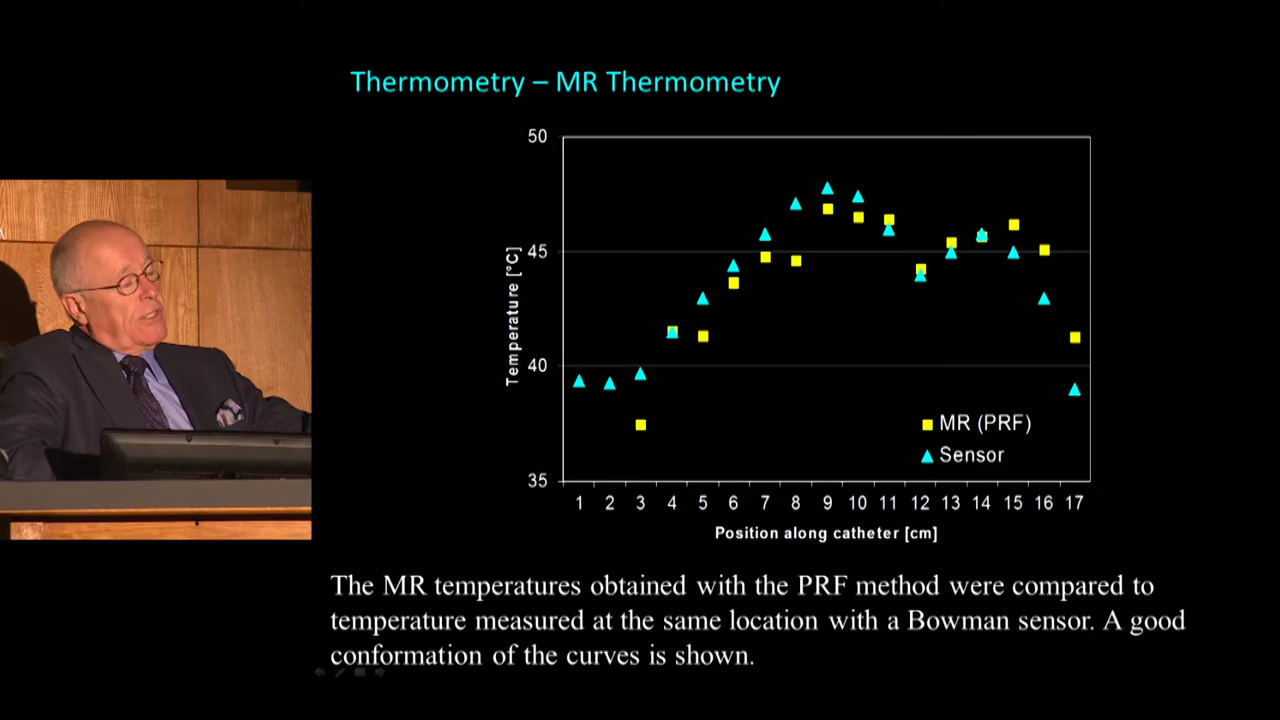 Thermometry – MR Thermometry
50
45
40
35
Temperature [°C]
MR (PRF)
Sensor
1 2 3 4 5 6 7 8 9 10 11 12 13 14 15 16 17
Position along catheter [cm]
The MR temperatures obtained with the PRF method were compared to
temperature measured at the same location with a Bowman sensor. A good
conformation of the curves is shown.